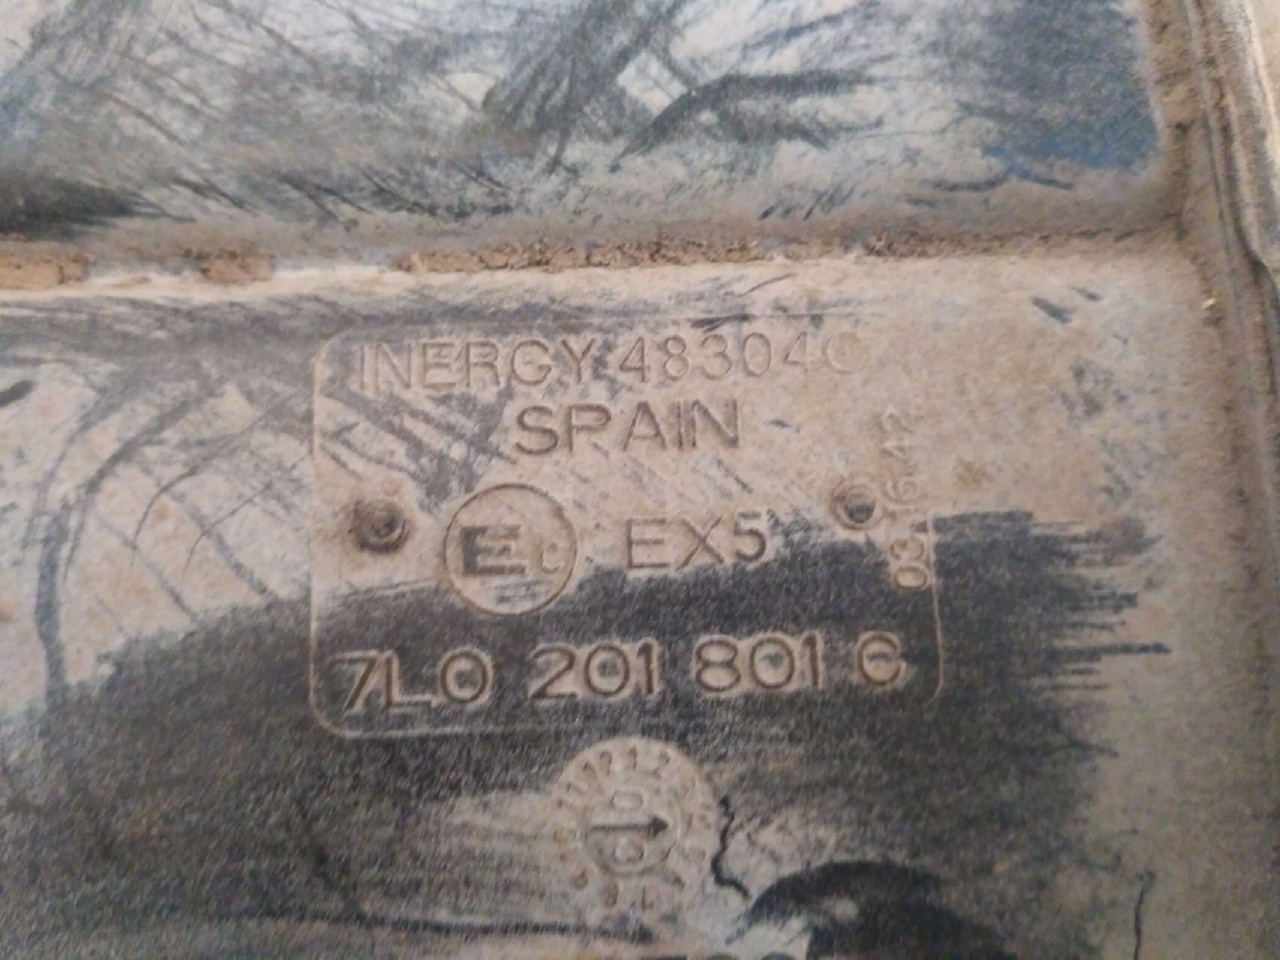 INERGY 48304C
SPAIN
E EX5
7L0 201 801 C